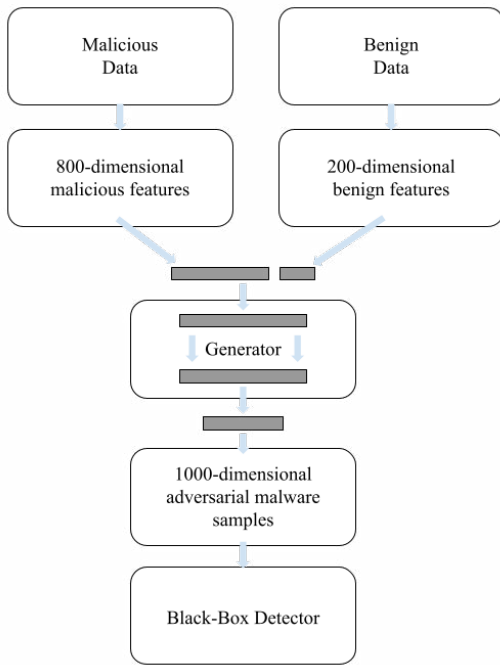 Malicious
Data
Benign
Data
800-dimensional
malicious features
200-dimensional
benign features
Generator
1000-dimensional
adversarial malware
samples
Black-Box Detector